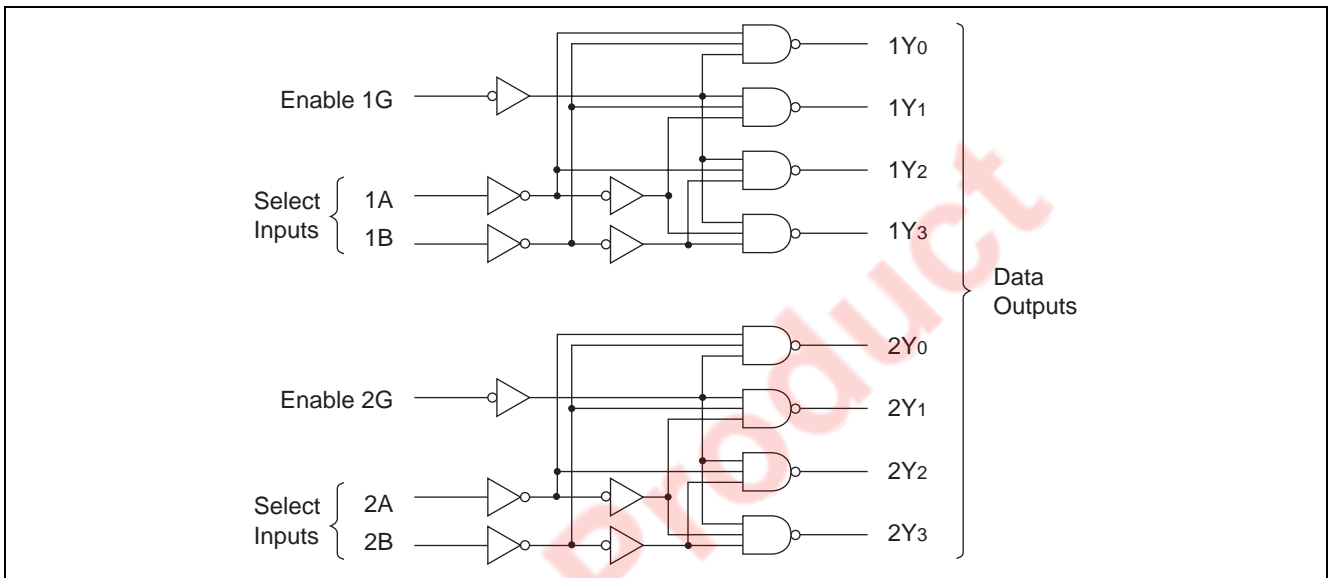 Enable 1G
Select
Inputs
1A
1B
1Y0
1Y1
1Y2
1Y3
Enable 2G
Select
Inputs
2A
2B
2Y0
2Y1
2Y2
2Y3
Data
Outputs
Product